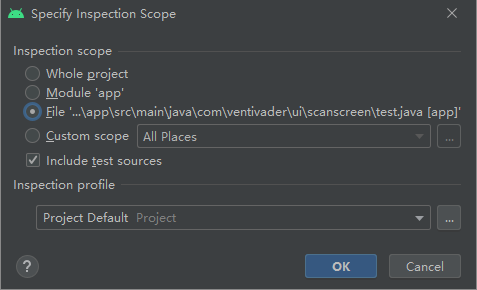 Specify Inspection Scope
Inspection scope
Whole project
Module 'app'
File '...\app\src\main\java\com\ventivader\ui\scanscreen\test.java [app]'
Custom scope All Places ...
Include test sources
Inspection profile
Project Default Project ...
? OK Cancel